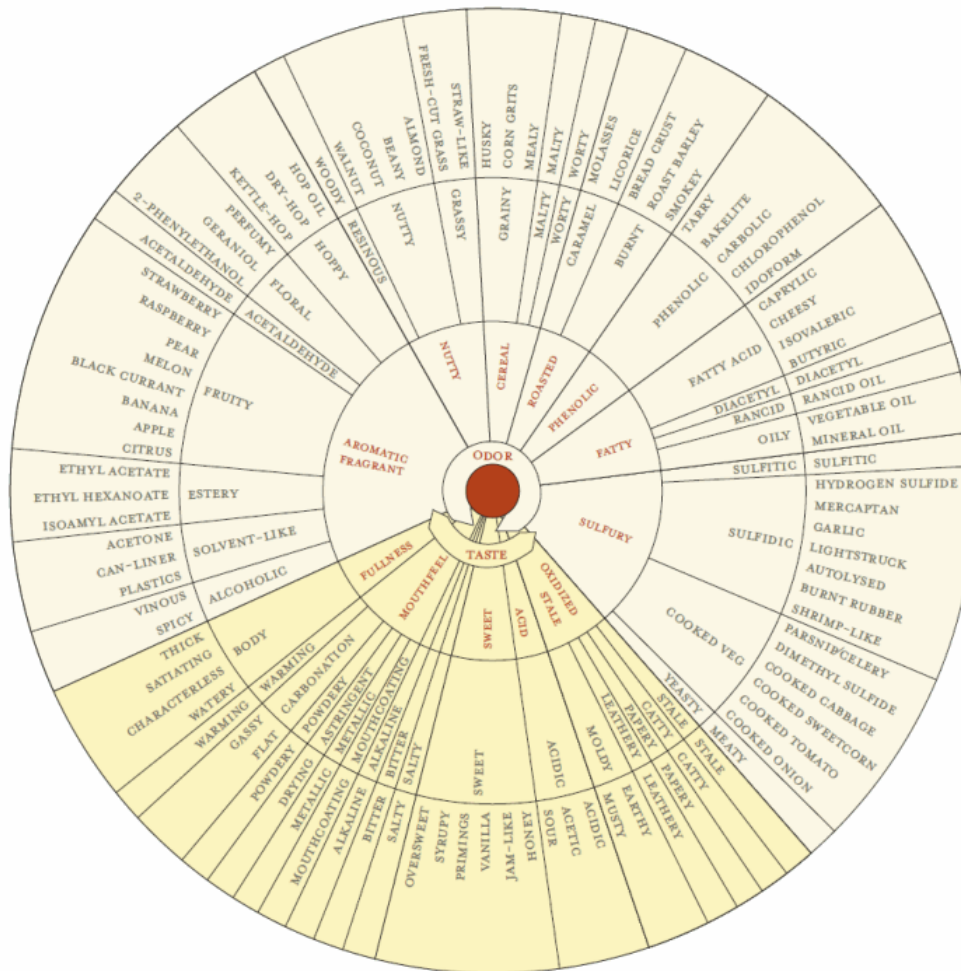 ODOR
TASTE
AROMATIC
FRAGRANT
NUTTY
CEREAL
ROASTED
PHENOLIC
FATTY
SULFURY
OXIDIZED
STALE
ACID
SWEET
MOUTHFEEL
FULLNESS
ALCOHOLIC
SOLVENT-LIKE
ESTERY
FRUITY
ACETALDEHYDE
FLORAL
HOPPY
RESINOUS
NUTTY
GRASSY
GRAINY
MALTY
WORTY
CARAMEL
BURNT
PHENOLIC
FATTY ACID
DIACETYL
RANCID
OILY
SULFITIC
SULFIDIC
COOKED VEG
YEASTY
STALE
CATTY
PAPERY
LEATHERY
MOLDY
ACIDIC
SWEET
SALTY
BITTER
ALKALINE
MOUTHCOATING
METALLIC
ASTRINGENT
POWDERY
CARBONATION
WARMING
BODY
SPICY
VINOUS
PLASTICS
CAN-LINER
ACETONE
ISOAMYL ACETATE
ETHYL HEXANOATE
ETHYL ACETATE
CITRUS
APPLE
BANANA
BLACK CURRANT
MELON
PEAR
RASPBERRY
STRAWBERRY
ACETALDEHYDE
2-PHENYLETHANOL
GERANIOL
PERFUMY
KETTLE-HOP
DRY-HOP
HOP OIL
WOODY
WALNUT
COCONUT
BEANY
ALMOND
FRESH-CUT GRASS
STRAW-LIKE
HUSKY
CORN GRITS
MEALY
MALTY
WORTY
MOLASSES
LICORICE
BREAD CRUST
ROAST BARLEY
SMOKEY
TARRY
BAKELITE
CARBOLIC
CHLOROPHENOL
IDOFORM
CAPRYLIC
CHEESY
ISOVALERIC
BUTYRIC
DIACETYL
RANCID OIL
VEGETABLE OIL
MINERAL OIL
SULFITIC
HYDROGEN SULFIDE
MERCAPTAN
GARLIC
LIGHTSTRUCK
AUTOLYSED
BURNT RUBBER
SHRIMP-LIKE
PARSNIP/CELERY
DIMETHYL SULFIDE
COOKED CABBAGE
COOKED SWEETCORN
COOKED TOMATO
COOKED ONION
MEATY
STALE
CATTY
PAPERY
LEATHERY
EARTHY
MUSTY
ACIDIC
ACETIC
SOUR
HONEY
JAM-LIKE
VANILLA
PRIMINGS
SYRUPY
OVERSWEET
SALTY
BITTER
ALKALINE
MOUTHCOATING
METALLIC
DRYING
POWDERY
FLAT
GASSY
WARMING
WATERY
CHARACTERLESS
SATIATING
THICK